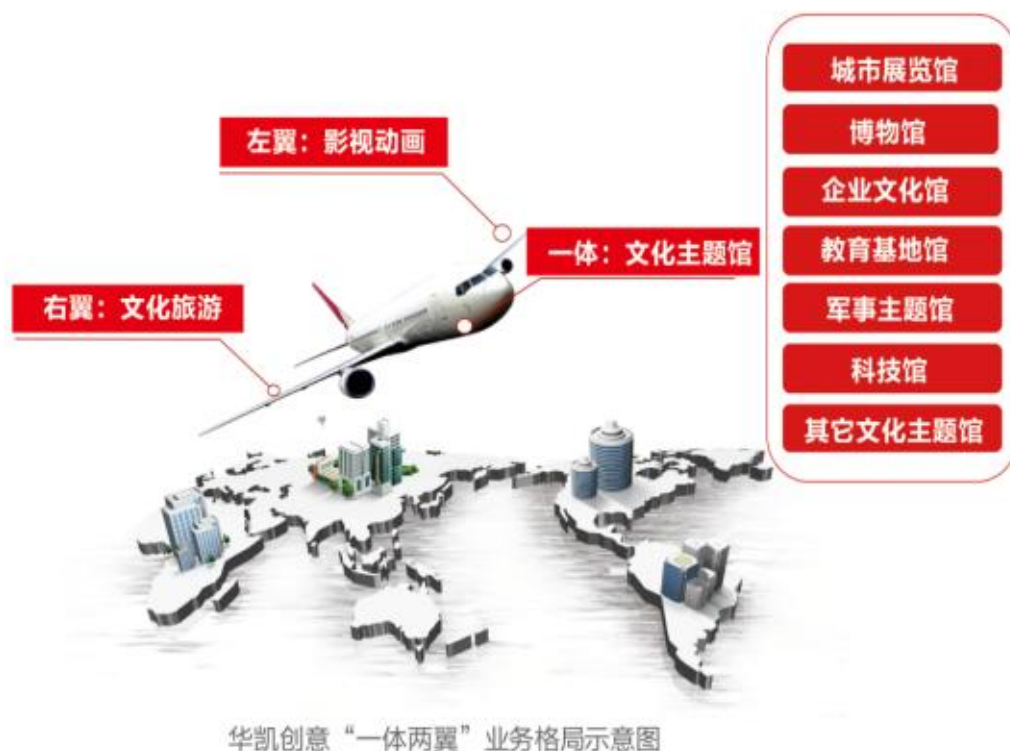 左翼：影视动画
一体：文化主题馆
右翼：文化旅游
城市展览馆
博物馆
企业文化馆
教育基地馆
军事主题馆
科技馆
其它文化主题馆
华凯创意“一体两翼”业务格局示意图